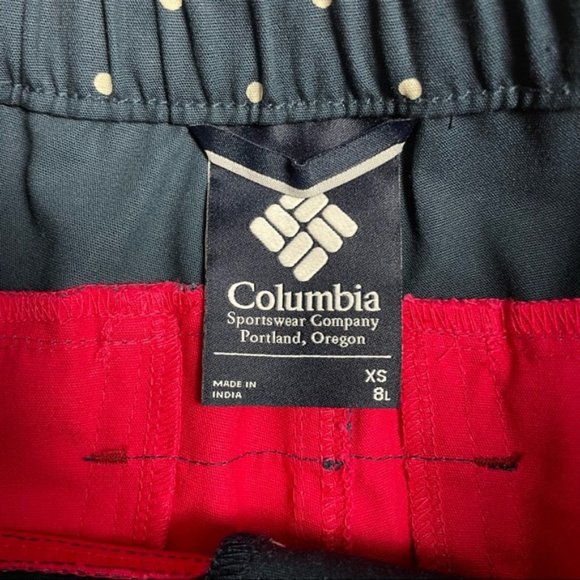 Columbia
Sportswear Company
Portland, Oregon
MADE IN
INDIA
XS
8L